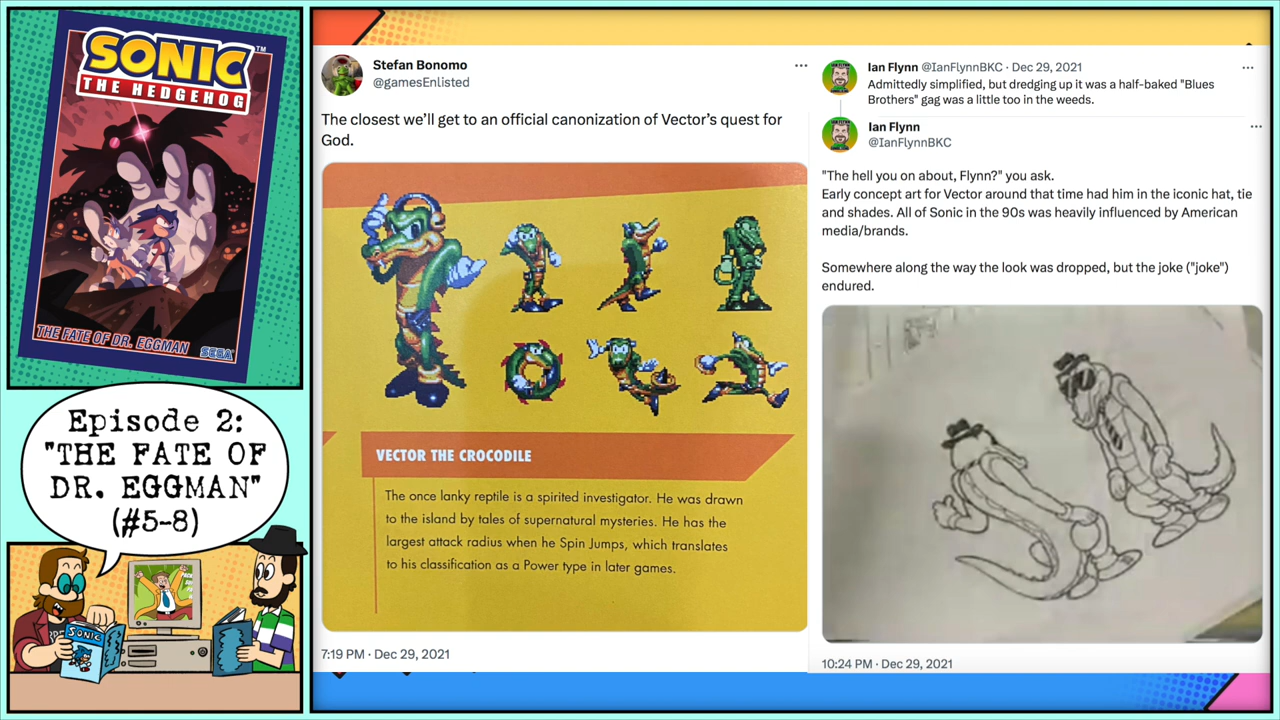 SONIC
TM
THE HEDGEHOG
THE FATE OF DR. EGGMAN
SEGA
Episode 2:
"THE FATE OF
DR. EGGMAN"
(#5-8)
SONIC
Stefan Bonomo
@gamesEnlisted
The closest we'll get to an official canonization of Vector's quest for
God.
VECTOR THE CROCODILE
The once lanky reptile is a spirited investigator. He was drawn
to the island by tales of supernatural mysteries. He has the
largest attack radius when he Spin Jumps, which translates
to his classification as a Power type in later games.
7:19 PM · Dec 29, 2021
Ian Flynn @IanFlynnBKC · Dec 29, 2021
Admittedly simplified, but dredging up it was a half-baked "Blues
Brothers" gag was a little too in the weeds.
Ian Flynn
@IanFlynnBKC
"The hell you on about, Flynn?" you ask.
Early concept art for Vector around that time had him in the iconic hat, tie
and shades. All of Sonic in the 90s was heavily influenced by American
media/brands.
Somewhere along the way the look was dropped, but the joke ("joke")
endured.
10:24 PM · Dec 29, 2021